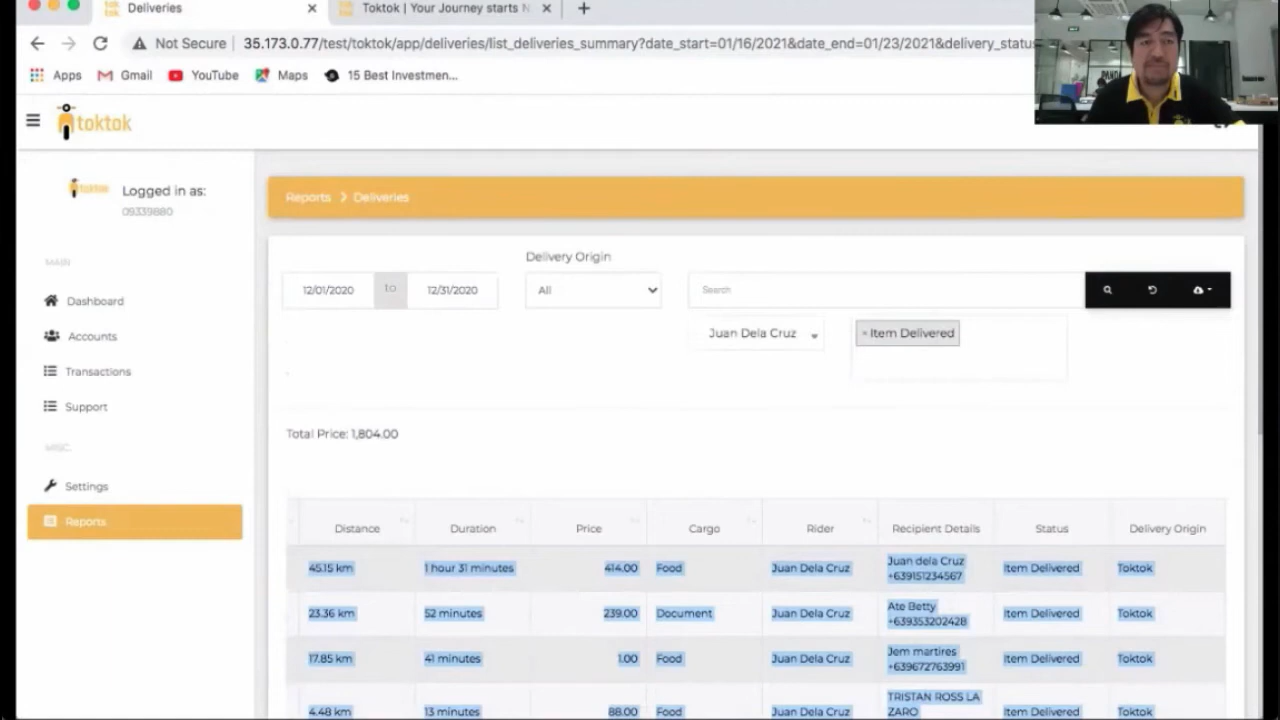 Deliveries
Toktok | Your Journey starts N
Not Secure
35.173.0.77/test/toktok/app/deliveries/list_deliveries_summary?date_start=01/16/2021&date_end=01/23/2021&delivery_status
Apps
Gmail
YouTube
Maps
15 Best Investmen...
toktok
toktok
Logged in as:
09339880
MAIN
Dashboard
Accounts
Transactions
Support
MISC.
Settings
Reports
Reports > Deliveries
Delivery Origin
12/01/2020 to 12/31/2020
All
Search
Juan Dela Cruz
× Item Delivered
Total Price: 1,804.00
Distance Duration Price Cargo Rider Recipient Details Status Delivery Origin
45.15 km 1 hour 31 minutes 414.00 Food Juan Dela Cruz Juan dela Cruz Item Delivered Toktok
+639151234567
23.36 km 52 minutes 239.00 Document Juan Dela Cruz Ate Betty Item Delivered Toktok
+639353202428
17.85 km 41 minutes 1.00 Food Juan Dela Cruz Jem martires Item Delivered Toktok
+639672763991
4.48 km 13 minutes 88.00 Food Juan Dela Cruz TRISTAN ROSS LA Item Delivered Toktok
ZARO